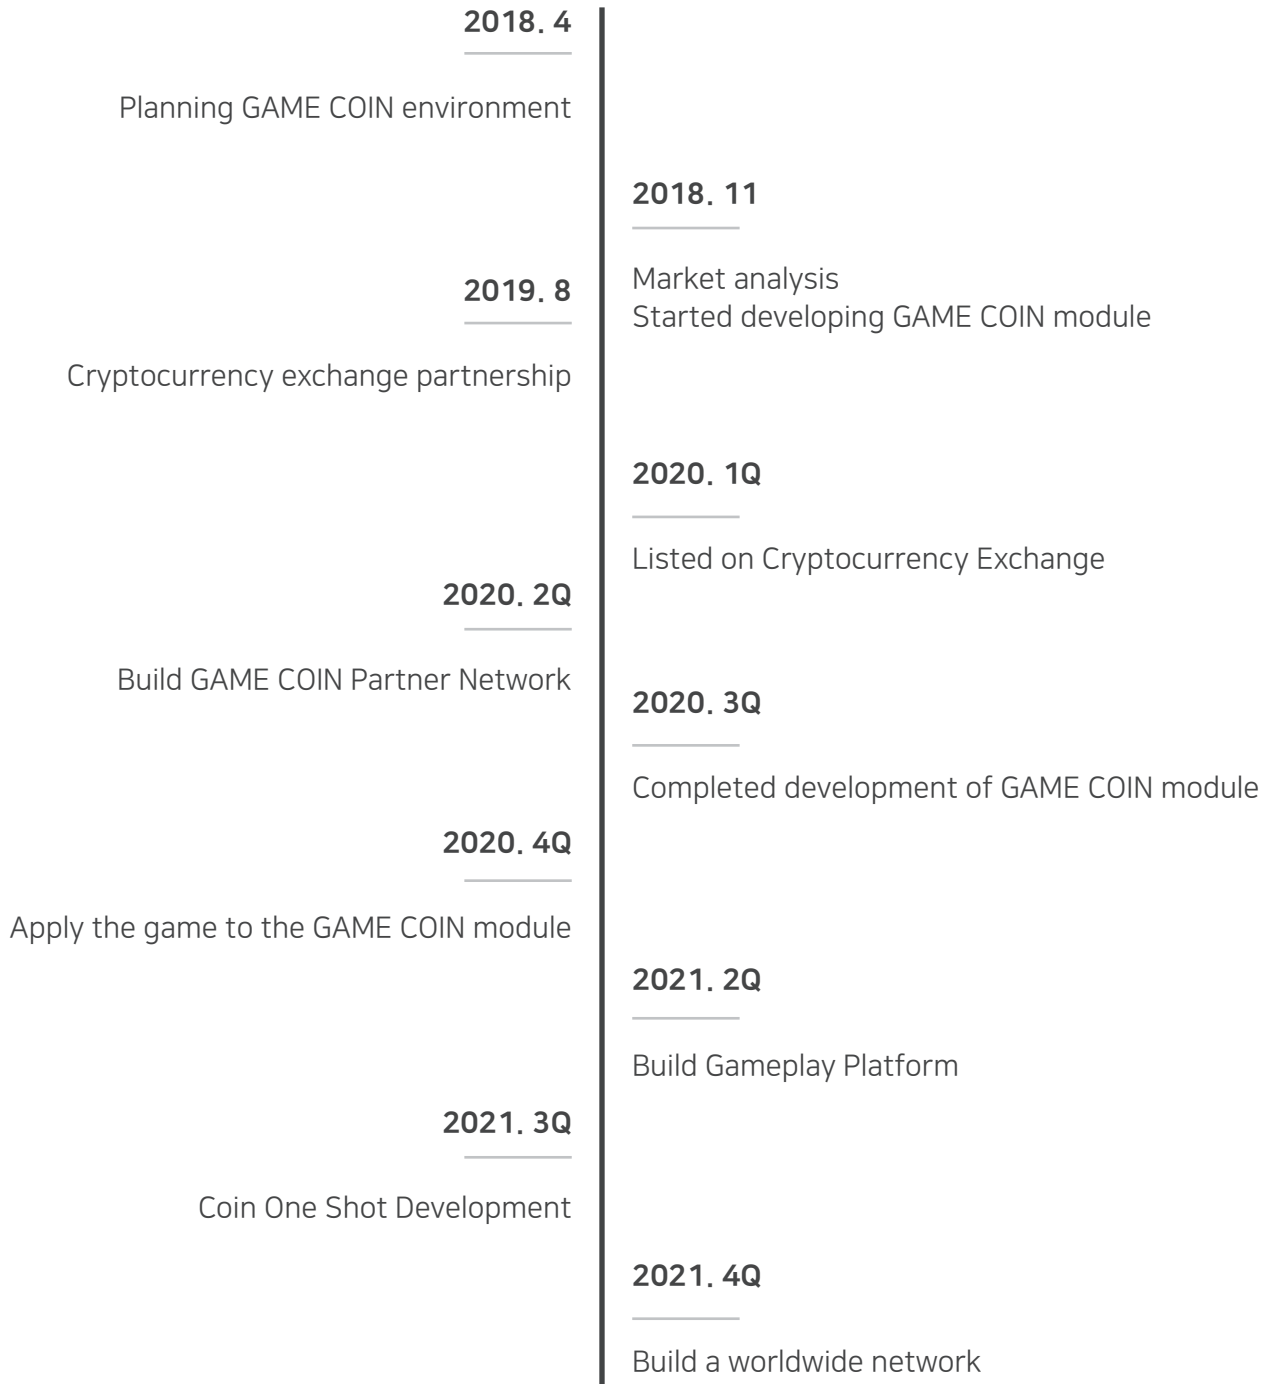 2018. 4
Planning GAME COIN environment
2018. 11
Market analysis
Started developing GAME COIN module
2019. 8
Cryptocurrency exchange partnership
2020. 1Q
Listed on Cryptocurrency Exchange
2020. 2Q
Build GAME COIN Partner Network
2020. 3Q
Completed development of GAME COIN module
2020. 4Q
Apply the game to the GAME COIN module
2021. 2Q
Build Gameplay Platform
2021. 3Q
Coin One Shot Development
2021. 4Q
Build a worldwide network